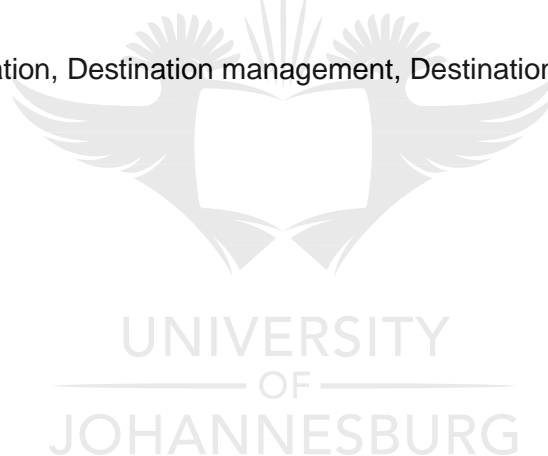 ation, Destination management, Destination
UNIVERSITY
OF
JOHANNESBURG